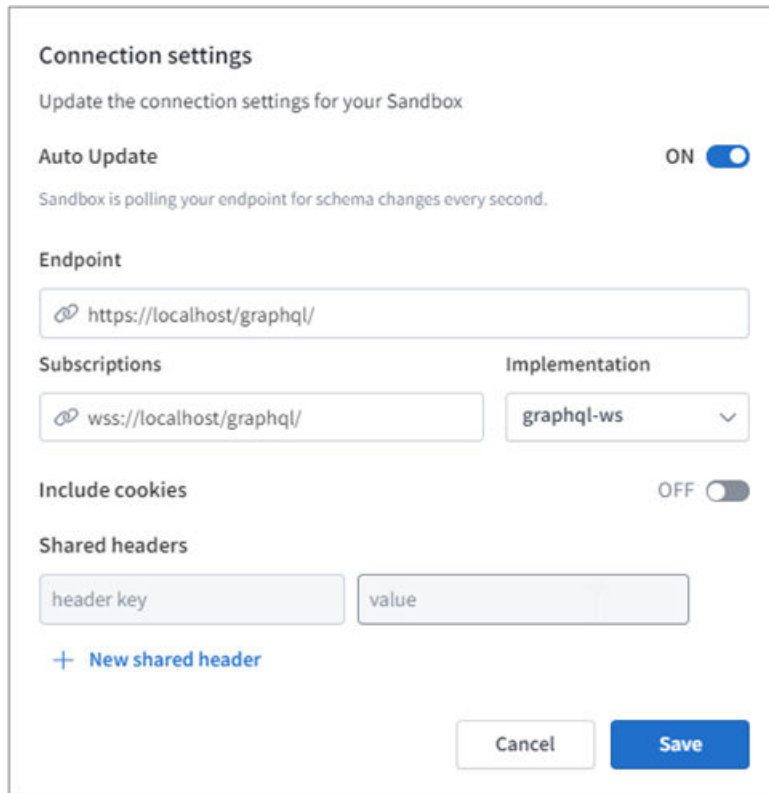 Connection settings
Update the connection settings for your Sandbox
Auto Update
ON
Sandbox is polling your endpoint for schema changes every second.
Endpoint
https://localhost/graphql/
Subscriptions
Implementation
wss://localhost/graphql/
graphql-ws
Include cookies
OFF
Shared headers
header key
value
+ New shared header
Cancel
Save